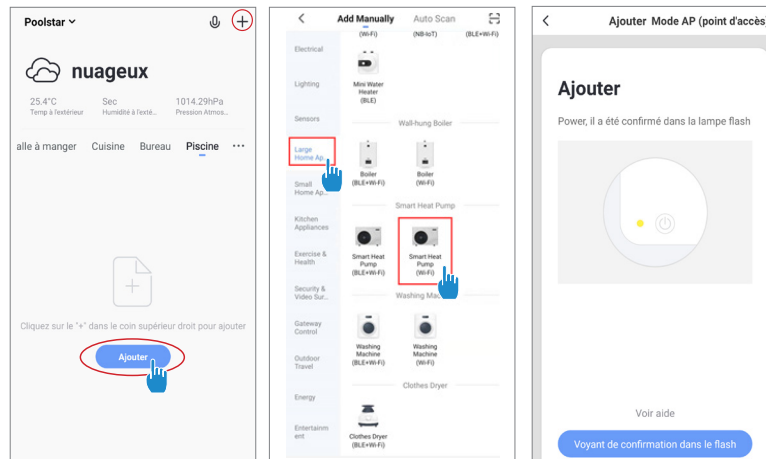 Poolstar
nuageux
25.4°C Sec 1014.29hPa
Temp à l'extérieur Humidité à l'exté... Pression Atmos...
alle à manger Cuisine Bureau Piscine ...
Cliquez sur le "+" dans le coin supérieur droit pour ajouter
Ajouter
Add Manually Auto Scan
(Wi-Fi) (NB-IoT) (BLE+Wi-Fi)
Electrical
Lighting
Sensors
Large
Home Ap...
Small
Home Ap...
Kitchen
Appliances
Exercise &
Health
Security &
Video Sur...
Gateway
Control
Outdoor
Travel
Energy
Entertainm
ent
Mini Water
Heater
(BLE)
Wall-hung Boiler
Boiler
(BLE+Wi-Fi)
Boiler
(Wi-Fi)
Smart Heat Pump
Smart Heat
Pump
(BLE+Wi-Fi)
Smart Heat
Pump
(Wi-Fi)
Washing Mac
Washing
Machine
(BLE+Wi-Fi)
Washing
Machine
(Wi-Fi)
Clothes Dryer
Clothes Dryer
(BLE+Wi-Fi)
Ajouter Mode AP (point d'accès)
Ajouter
Power, il a été confirmé dans la lampe flash
Voir aide
Voyant de confirmation dans le flash